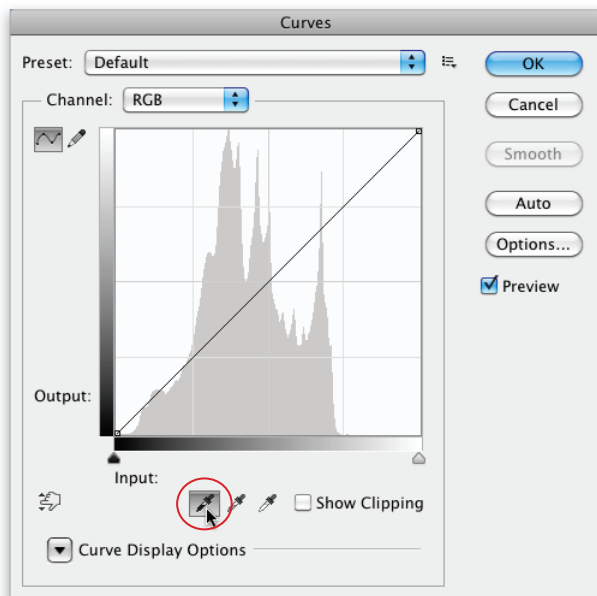 Curves
Preset: Default
OK
Channel: RGB
Cancel
Smooth
Auto
Options...
Preview
Output:
Input:
Show Clipping
Curve Display Options